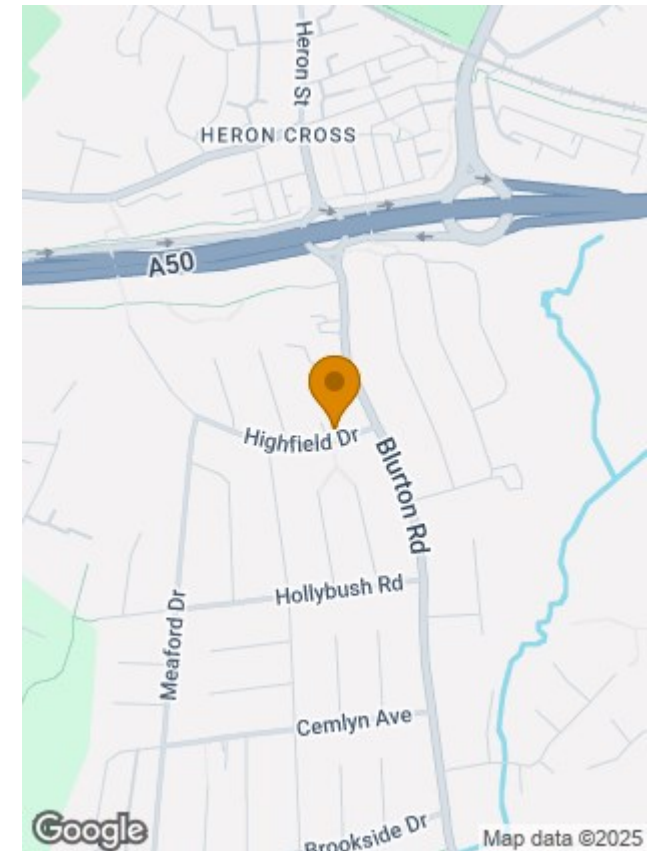 Heron St
HERON CROSS
A50
Highfield Dr
Blurton Rd
Hollybush Rd
Meaford Dr
Cemlyn Ave
Brookside Dr
Google
Map data ©2025